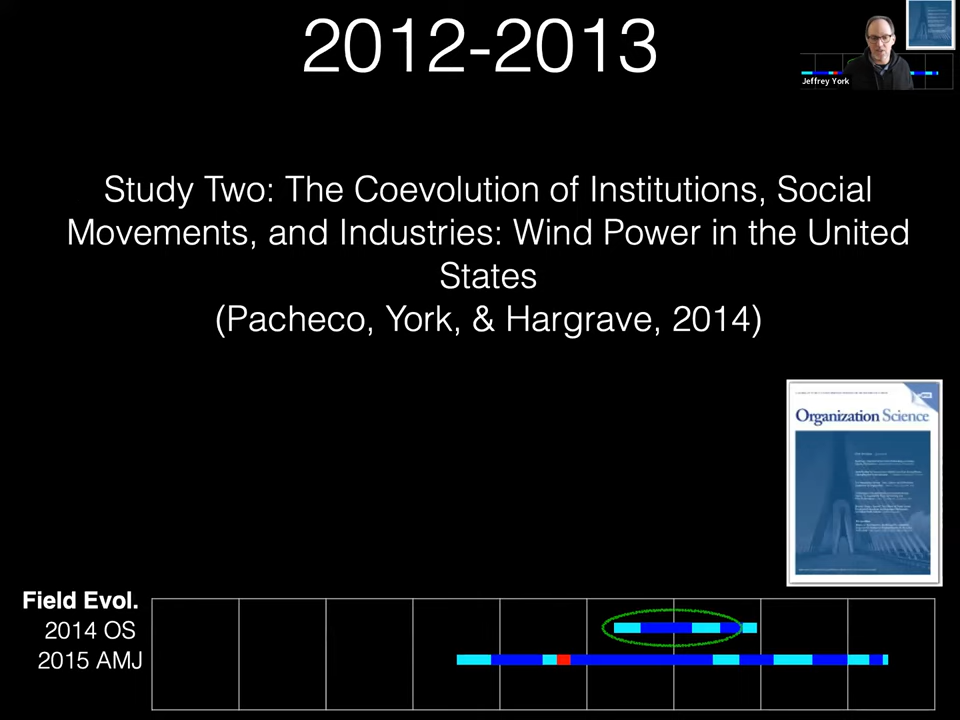 2012-2013
Jeffrey York
Study Two: The Coevolution of Institutions, Social
Movements, and Industries: Wind Power in the United
States
(Pacheco, York, & Hargrave, 2014)
Organization Science
Field Evol.
2014 OS
2015 AMJ